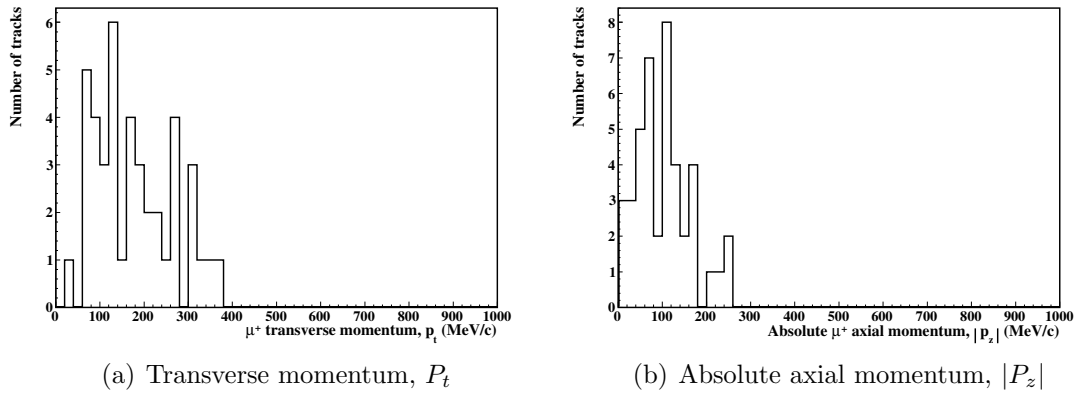 Number of tracks
6
5
4
3
2
1
0
0 100 200 300 400 500 600 700 800 900 1000
μ⁺ transverse momentum, pₜ (MeV/c)
(a) Transverse momentum, Pₜ
Number of tracks
8
7
6
5
4
3
2
1
0
0 100 200 300 400 500 600 700 800 900 1000
Absolute μ⁺ axial momentum, |p_z| (MeV/c)
(b) Absolute axial momentum, |P_z|